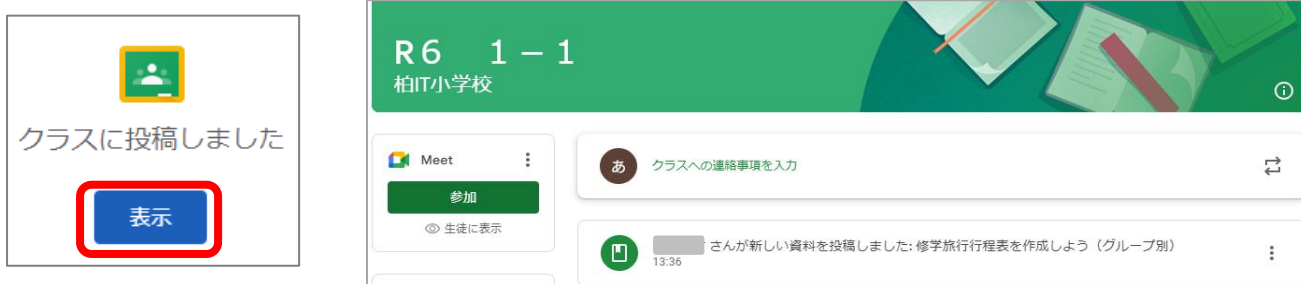 クラスに投稿しました
表示
R6　1－1
柏IT小学校
Meet
参加
生徒に表示
あ
クラスへの連絡事項を入力
さんが新しい資料を投稿しました: 修学旅行行程表を作成しよう（グループ別）
13:36